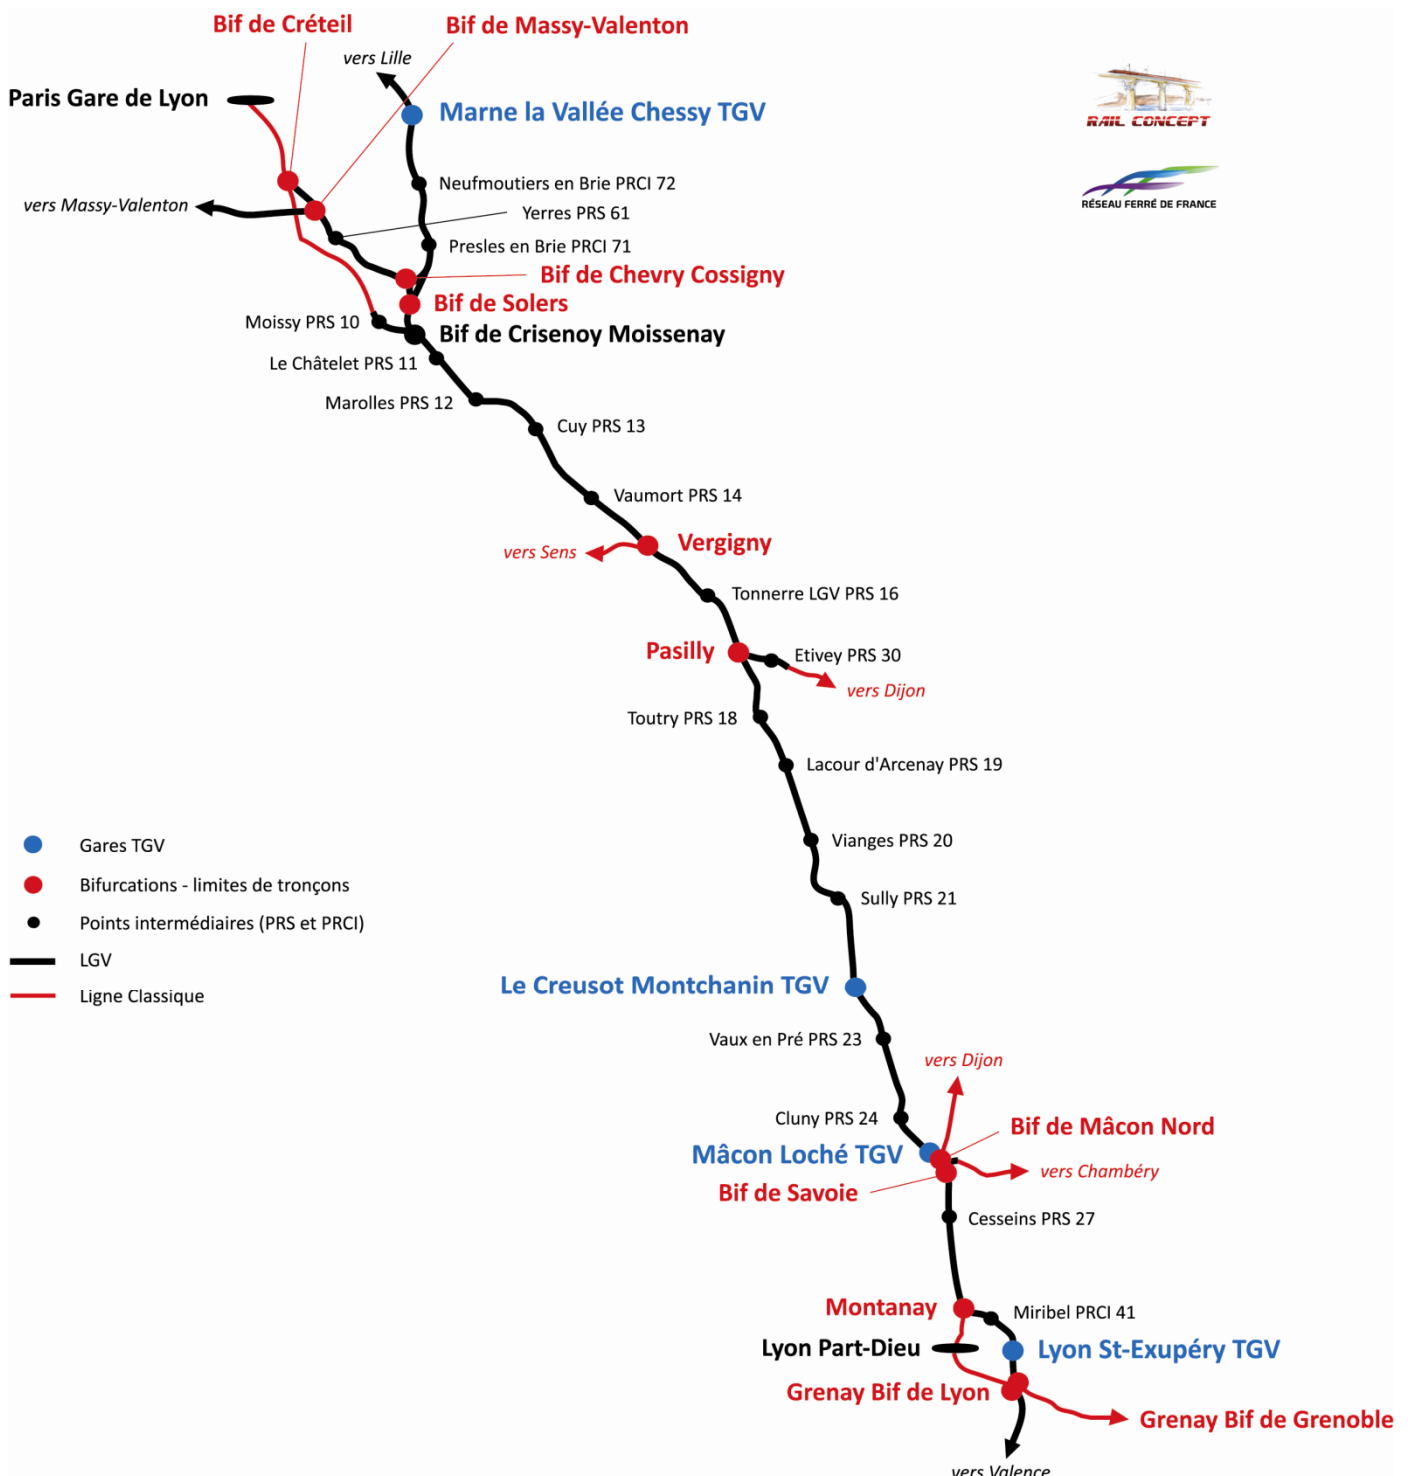 Bif de Créteil
Bif de Massy-Valenton
vers Lille
Paris Gare de Lyon
Marne la Vallée Chessy TGV
RAIL CONCEPT
Neufmoutiers en Brie PRCI 72
vers Massy-Valenton
Yerres PRS 61
RÉSEAU FERRÉ DE FRANCE
Presles en Brie PRCI 71
Bif de Chevry Cossigny
Bif de Solers
Moissy PRS 10
Bif de Crisenoy Moissenay
Le Châtelet PRS 11
Marolles PRS 12
Cuy PRS 13
Vaumort PRS 14
vers Sens
Vergigny
Tonnerre LGV PRS 16
Pasilly
Etivey PRS 30
vers Dijon
Toutry PRS 18
Lacour d'Arcenay PRS 19
Vianges PRS 20
Gares TGV
Bifurcations - limites de tronçons
Sully PRS 21
Points intermédiaires (PRS et PRCI)
LGV
Ligne Classique
Le Creusot Montchanin TGV
Vaux en Pré PRS 23
vers Dijon
Cluny PRS 24
Bif de Mâcon Nord
Mâcon Loché TGV
vers Chambéry
Bif de Savoie
Cesseins PRS 27
Montanay
Miribel PRCI 41
Lyon Part-Dieu
Lyon St-Exupéry TGV
Grenay Bif de Lyon
Grenay Bif de Grenoble
vers Valence